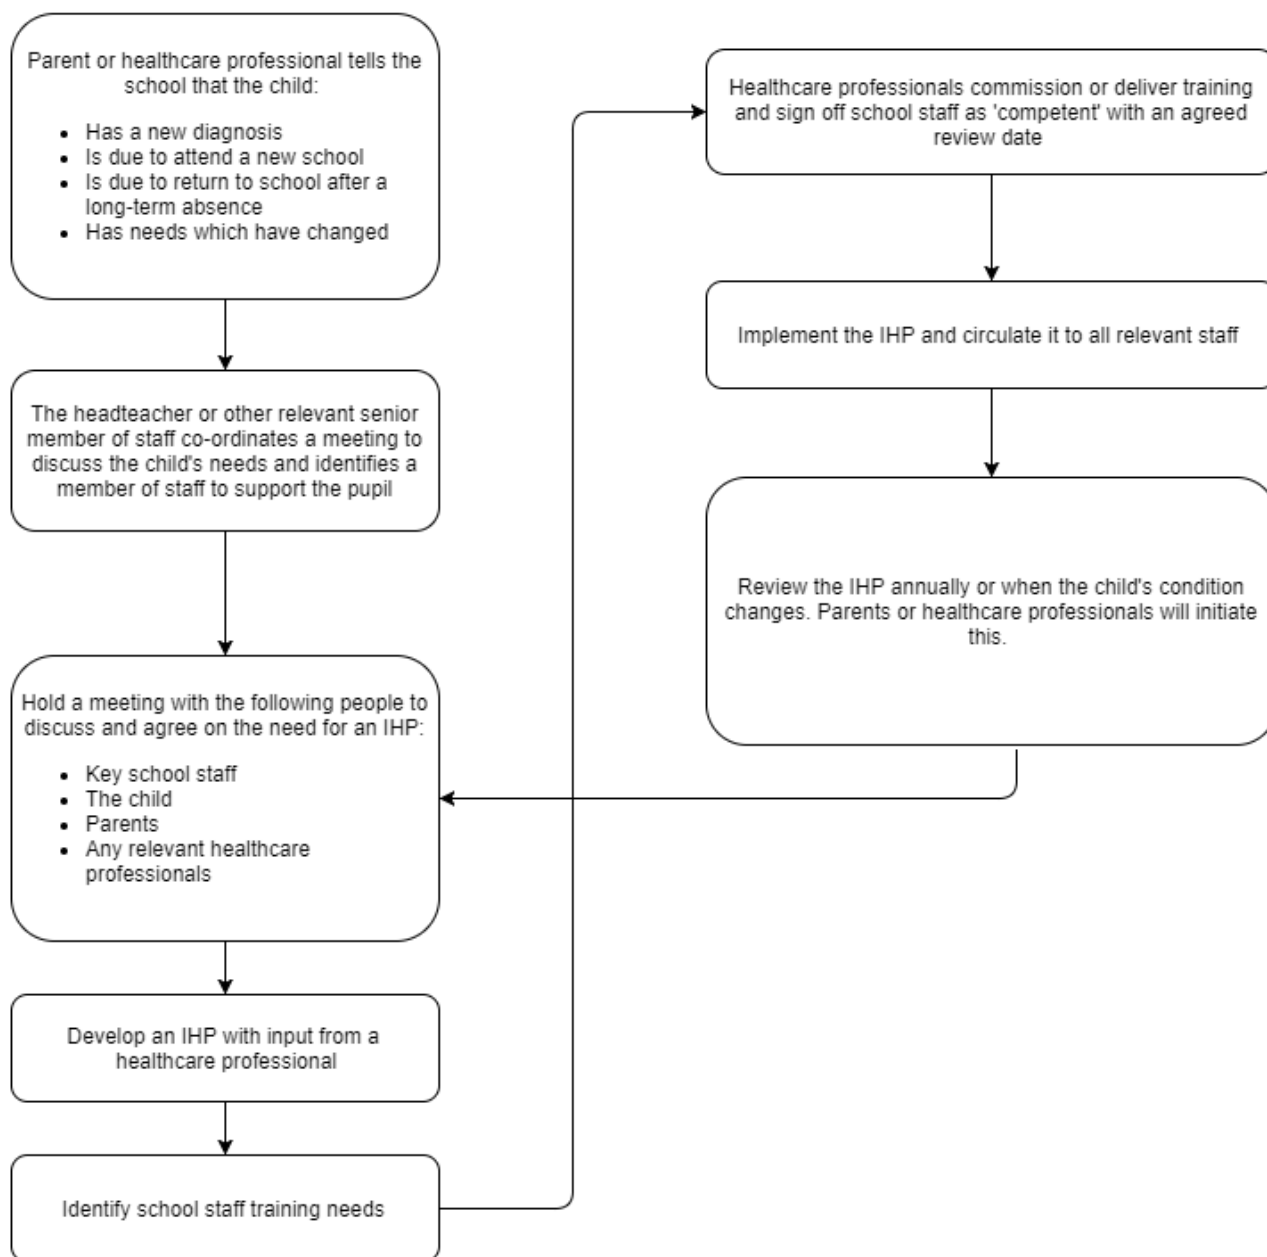 Parent or healthcare professional tells the
school that the child:
• Has a new diagnosis
• Is due to attend a new school
• Is due to return to school after a
long-term absence
• Has needs which have changed
The headteacher or other relevant senior
member of staff co-ordinates a meeting to
discuss the child's needs and identifies a
member of staff to support the pupil
Hold a meeting with the following people to
discuss and agree on the need for an IHP:
• Key school staff
• The child
• Parents
• Any relevant healthcare
professionals
Develop an IHP with input from a
healthcare professional
Identify school staff training needs
Healthcare professionals commission or deliver training
and sign off school staff as 'competent' with an agreed
review date
Implement the IHP and circulate it to all relevant staff
Review the IHP annually or when the child's condition
changes. Parents or healthcare professionals will initiate
this.